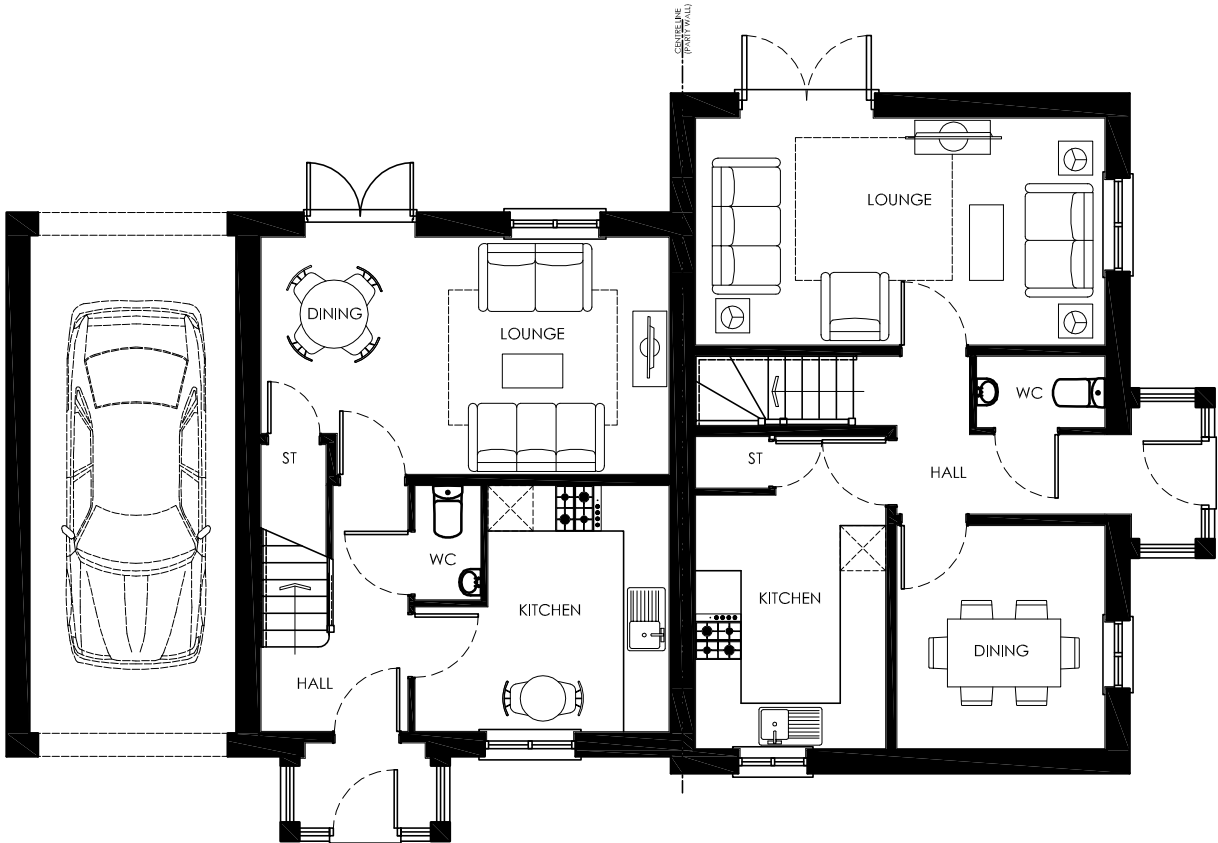 CENTRE LINE
(PARTY WALL)
LOUNGE
DINING
LOUNGE
WC
ST
ST
HALL
WC
KITCHEN
KITCHEN
DINING
HALL